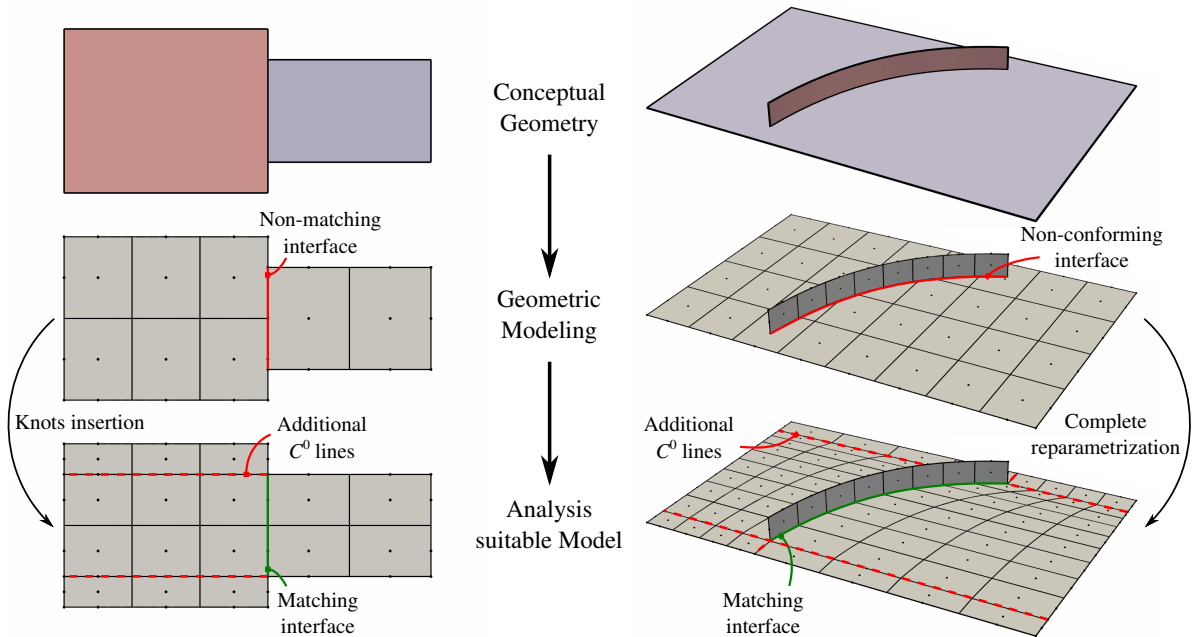 Conceptual
Geometry
Non-matching
interface
Non-conforming
interface
Geometric
Modeling
Knots insertion
Additional
C⁰ lines
Additional
C⁰ lines
Complete
reparametrization
Analysis
suitable Model
Matching
interface
Matching
interface